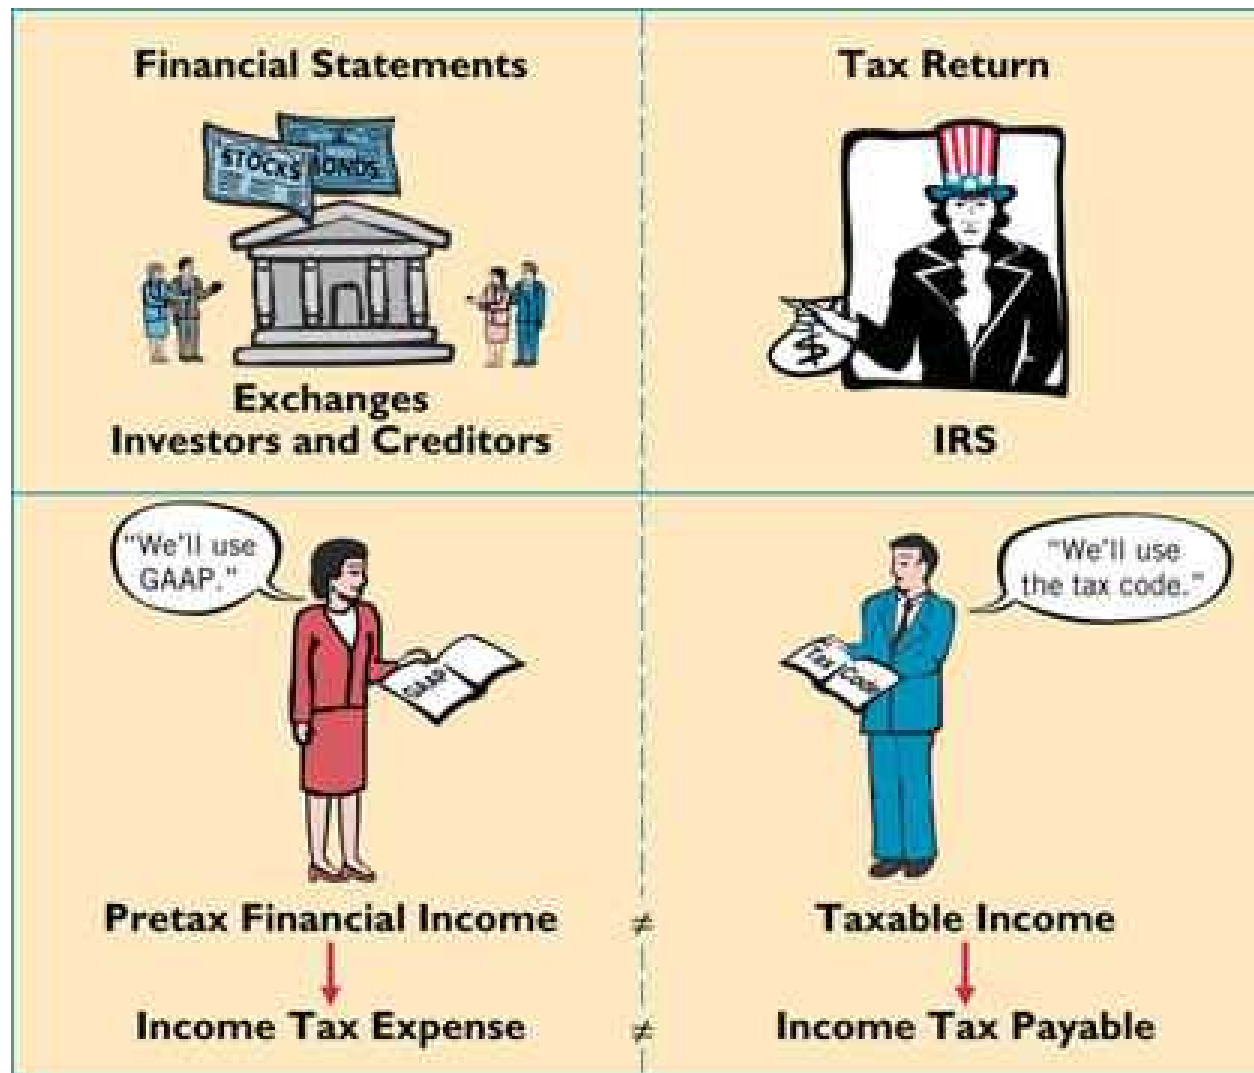 Financial Statements
STOCKS
BONDS
Exchanges
Investors and Creditors
Tax Return
$
IRS
"We'll use
GAAP."
GAAP
Pretax Financial Income
≠
Income Tax Expense
≠
"We'll use
the tax code."
Tax Code
Taxable Income
Income Tax Payable